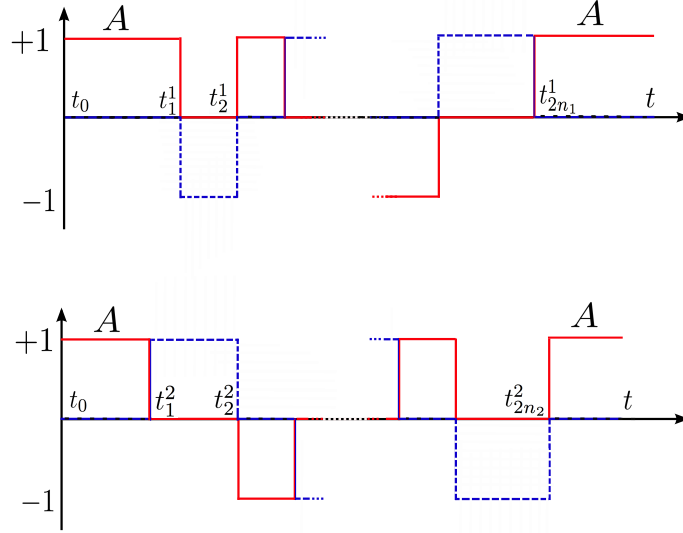 +1 A A
t_0 t_1^1 t_2^1 t_{2n_1}^1 t
−1
+1 A A
t_0 t_1^2 t_2^2 t_{2n_2}^2 t
−1